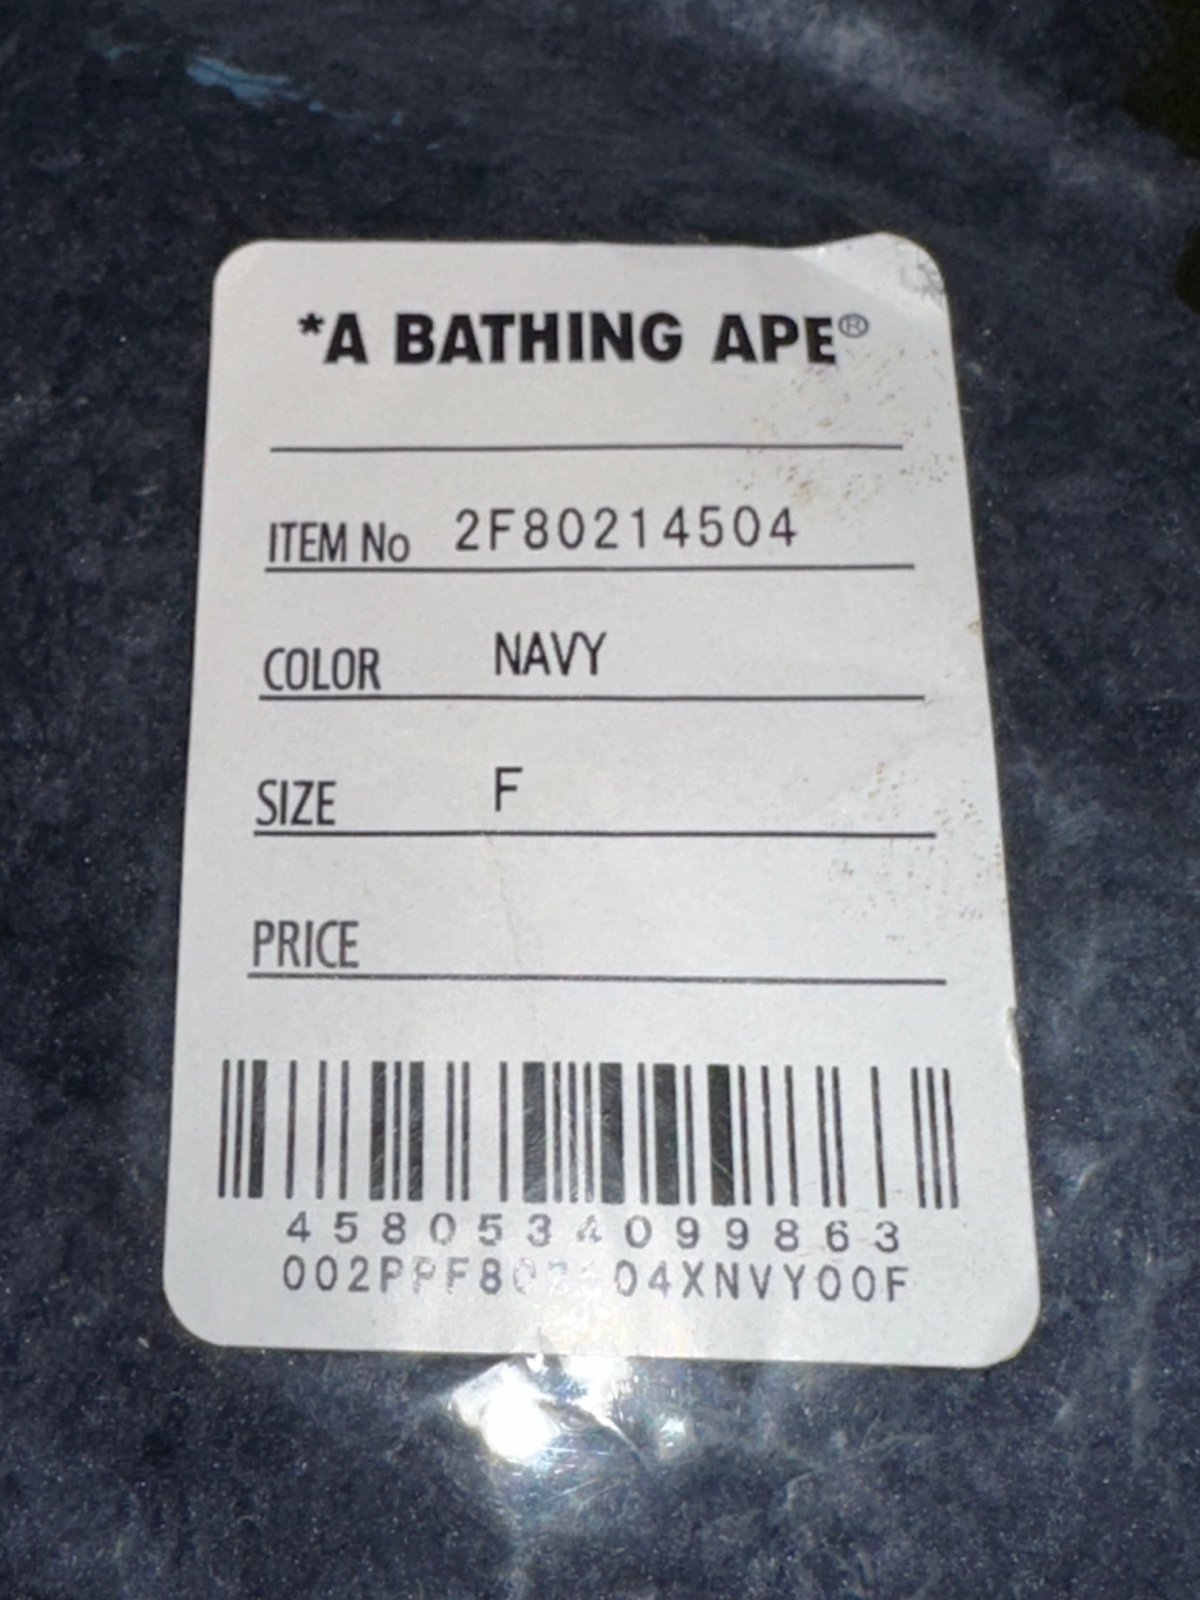 *A BATHING APE®
ITEM No 2F80214504
COLOR NAVY
SIZE F
PRICE
4580534099863